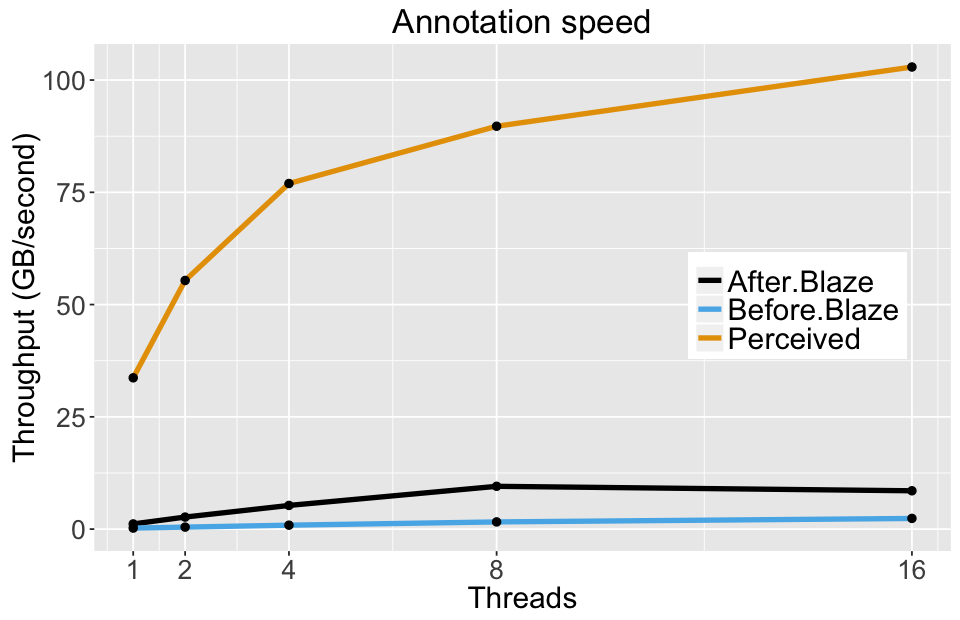 Annotation speed
Throughput (GB/second)
100
75
50
25
0
After.Blaze
Before.Blaze
Perceived
1 2 4 8 16
Threads